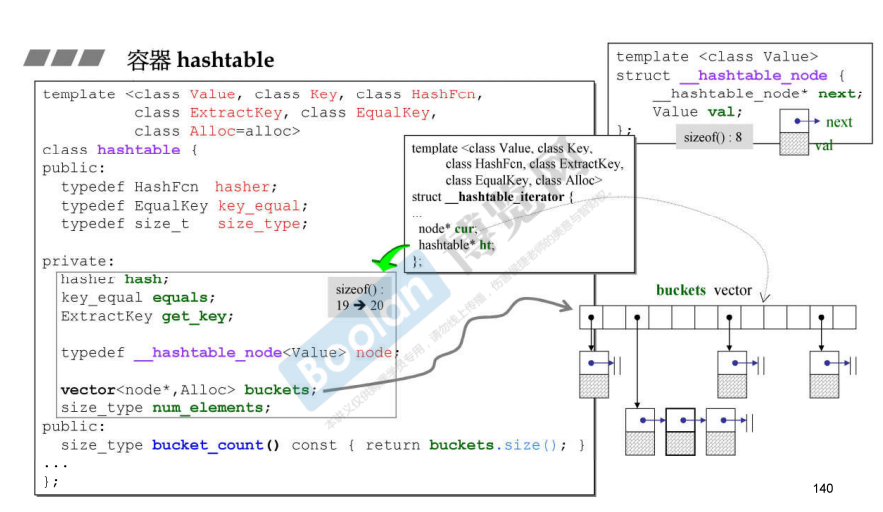 容器 hashtable
template <class Value, class Key, class HashFcn,
class ExtractKey, class EqualKey,
class Alloc=alloc>
class hashtable {
public:
typedef HashFcn hasher;
typedef EqualKey key_equal;
typedef size_t size_type;
private:
hasher hash;
key_equal equals;
ExtractKey get_key;
typedef __hashtable_node<Value> node;
vector<node*,Alloc> buckets;
size_type num_elements;
public:
size_type bucket_count() const { return buckets.size(); }
...
};
sizeof() :
19 → 20
template <class Value, class Key,
class HashFcn, class ExtractKey,
class EqualKey, class Alloc>
struct __hashtable_iterator {
...
node* cur;
hashtable* ht;
};
template <class Value>
struct __hashtable_node {
__hashtable_node* next;
Value val;
};
sizeof() : 8
next
val
buckets vector
Boolan 博览网
140